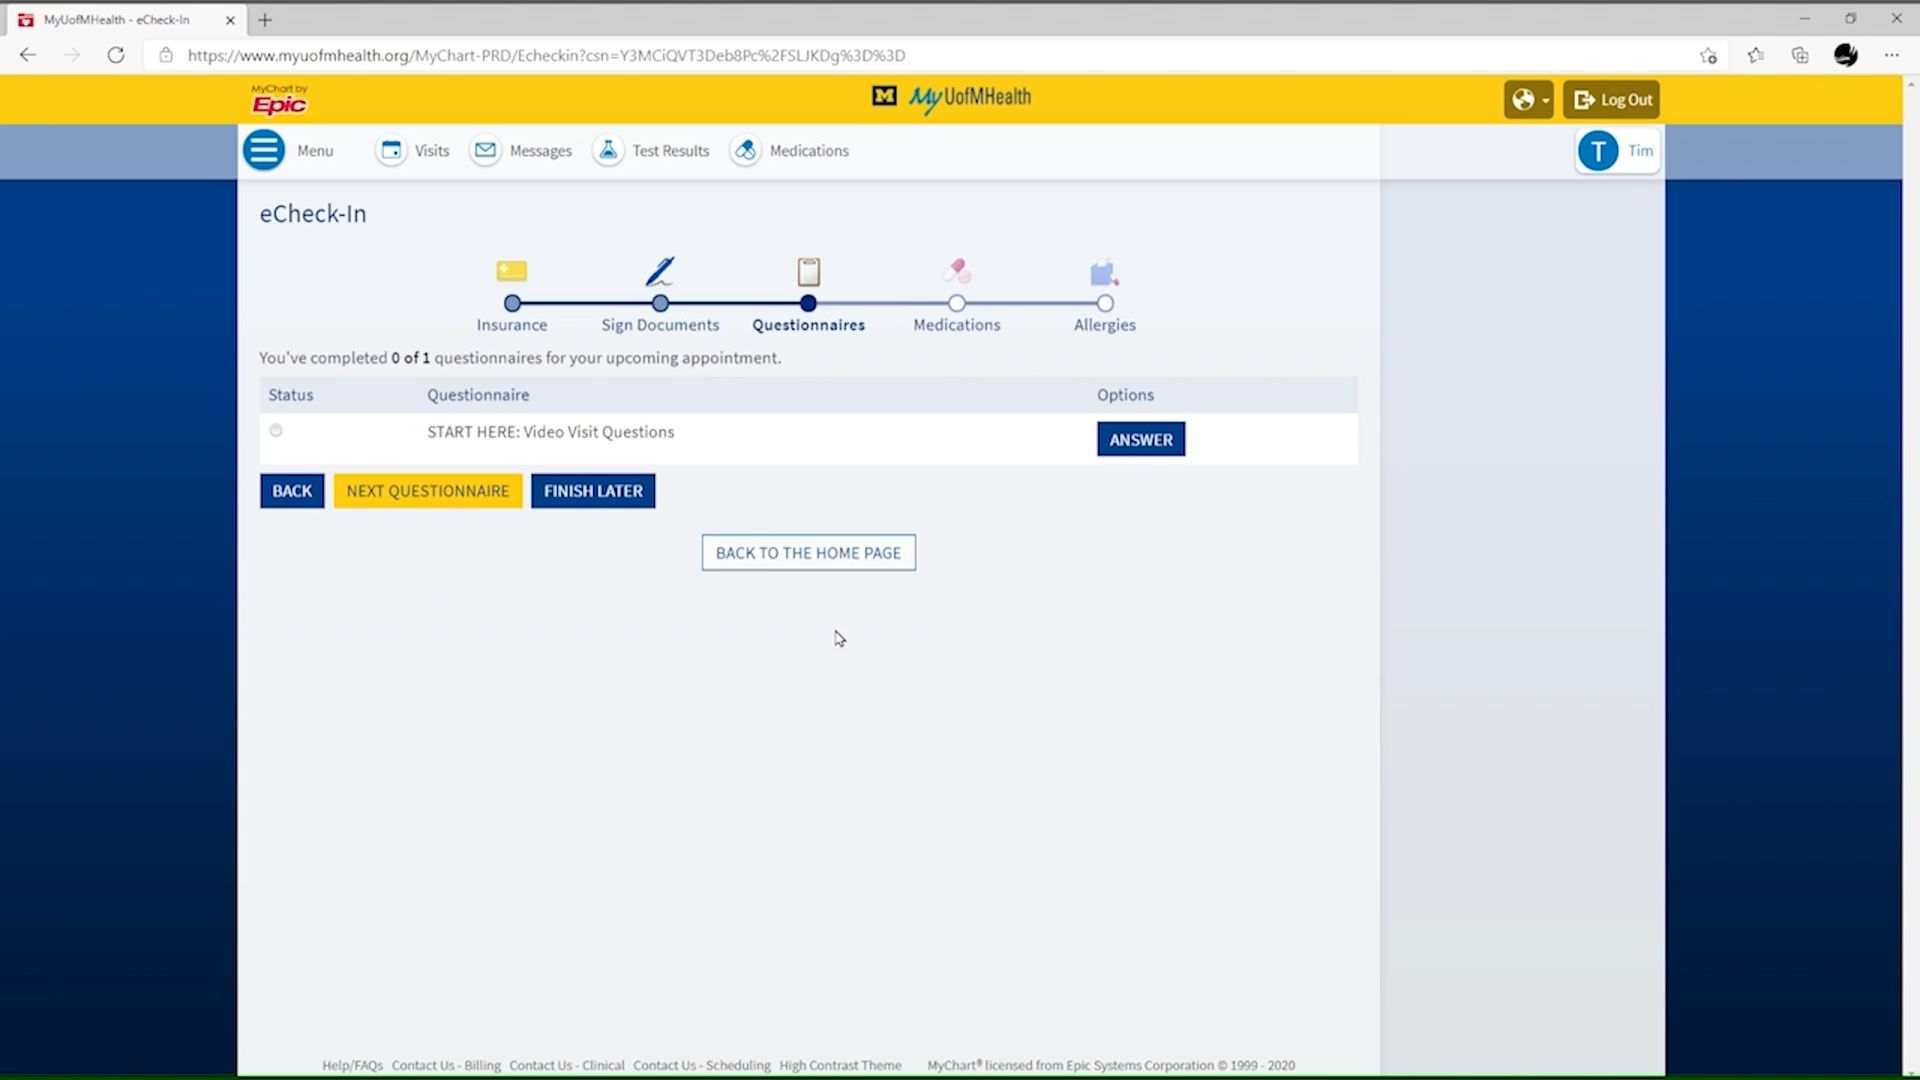 MyUofMHealth - eCheck-In
https://www.myuofmhealth.org/MyChart-PRD/Echeckin?csn=Y3MCiQVT3Deb8Pc%2FSLJKDg%3D%3D
MyChart by
Epic
M MyUofMHealth
Log Out
Menu Visits Messages Test Results Medications
T Tim
eCheck-In
Insurance Sign Documents Questionnaires Medications Allergies
You've completed 0 of 1 questionnaires for your upcoming appointment.
Status Questionnaire Options
START HERE: Video Visit Questions ANSWER
BACK NEXT QUESTIONNAIRE FINISH LATER
BACK TO THE HOME PAGE
Help/FAQs Contact Us - Billing Contact Us - Clinical Contact Us - Scheduling High Contrast Theme MyChart® licensed from Epic Systems Corporation © 1999 - 2020